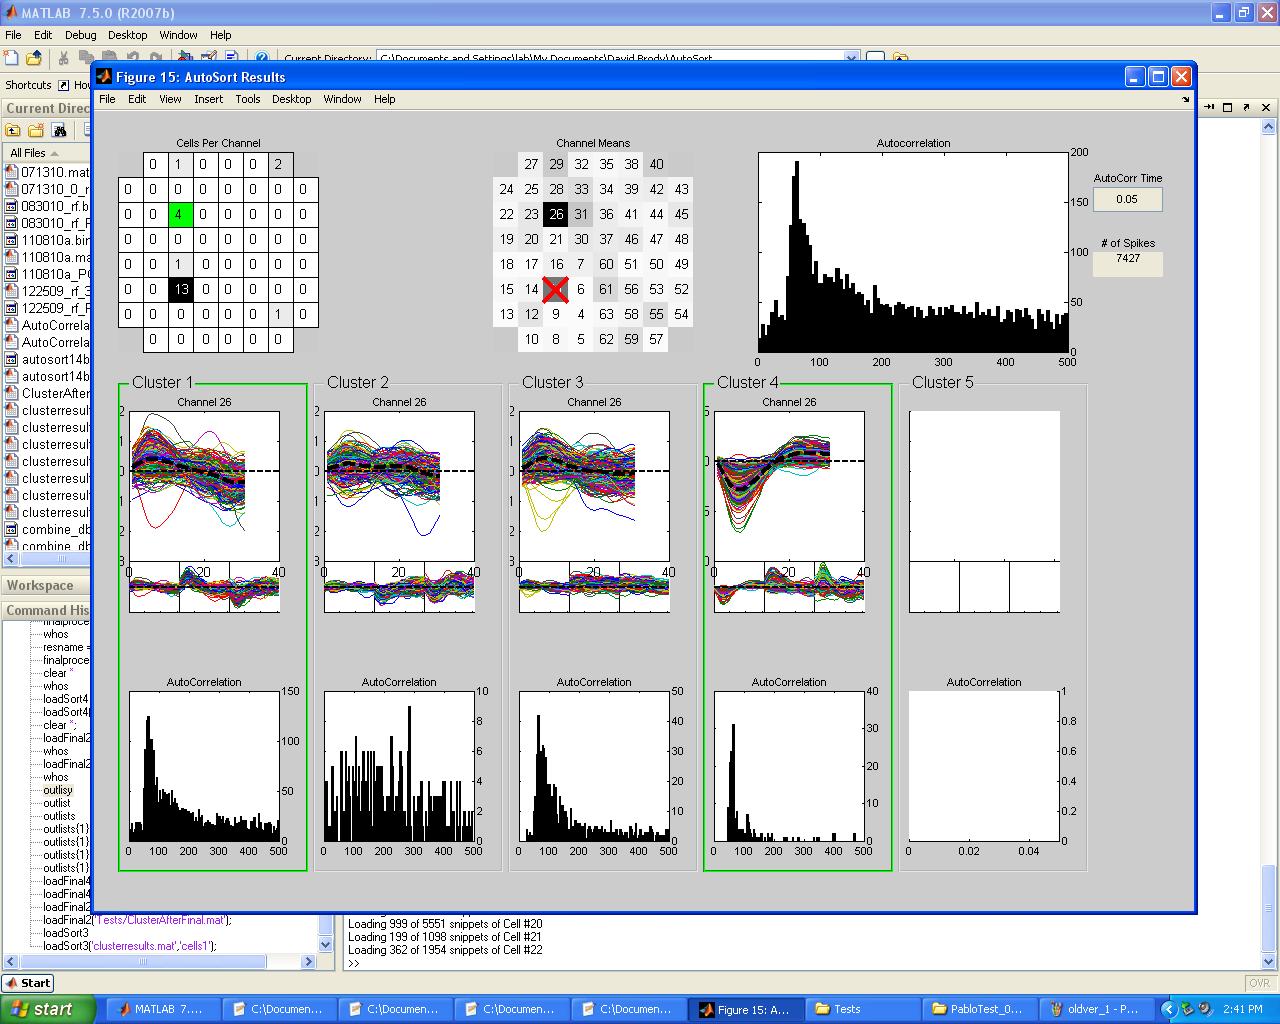 MATLAB 7.5.0 (R2007b)
File Edit Debug Desktop Window Help
Current Directory: C:\Documents and Settings\lab\My Documents\David Brody\AutoSort
Shortcuts
Current Direc
All Files
071310.mat
071310_0_r
083010_rf.b
083010_rf_F
110810a.bin
110810a.ma
110810a_PC
122509_rf_3
122509_rf_F
AutoCorrela
AutoCorrela
autosort14b
autosort14b
ClusterAfter
clusterresult
clusterresult
clusterresult
clusterresult
clusterresult
clusterresult
clusterresult
combine_db
combine_db
Workspace
Command His
finalproce
whos
resname =
finalproce
clear *
whos
loadSort4
loadSort4(
clear *;
loadFinal2
whos
loadFinal2
whos
outlisy
outlist
outlists
outlists{1}
outlists{1}
outlists{1}
outlists{1}
loadFinal4
loadFinal4
loadFinal4
loadFinal2('Tests/ClusterAfterFinal.mat');
loadSort3
loadSort3('clusterresults.mat','cells1');
Figure 15: AutoSort Results
File Edit View Insert Tools Desktop Window Help
Cells Per Channel
0 1 0 0 0 2
0 0 0 0 0 0 0 0
0 0 4 0 0 0 0 0
0 0 0 0 0 0 0 0
0 0 1 0 0 0 0 0
0 0 13 0 0 0 0 0
0 0 0 0 0 0 1 0
0 0 0 0 0 0
Channel Means
27 29 32 35 38 40
24 25 28 33 34 39 42 43
22 23 26 31 36 41 44 45
19 20 21 30 37 46 47 48
18 17 16 7 60 51 50 49
15 14 6 61 56 53 52
13 12 9 4 63 58 55 54
10 8 5 62 59 57
Autocorrelation
200
150
100
50
0
0 100 200 300 400 500
AutoCorr Time
0.05
# of Spikes
7427
Cluster 1 Cluster 2 Cluster 3 Cluster 4 Cluster 5
Channel 26 Channel 26 Channel 26 Channel 26
2 2 2 5
1 1 1
0 0 0 0
1 1 1 5
2 2 2
3 3 3 0
0 20 40 0 20 40 0 20 40 0 20 40
AutoCorrelation AutoCorrelation AutoCorrelation AutoCorrelation AutoCorrelation
150 10 50 40 1
100 8 40 30 0.8
50 6 30 20 0.6
0 4 20 10 0.4
2 10 0 0.2
0 0 0
0 100 200 300 400 500 0 100 200 300 400 500 0 100 200 300 400 500 0 100 200 300 400 500 0 0.02 0.04
Loading 999 of 5551 snippets of Cell #20
Loading 199 of 1098 snippets of Cell #21
Loading 362 of 1954 snippets of Cell #22
>>
Start
OVR
start MATLAB 7.... C:\Documen... C:\Documen... C:\Documen... C:\Documen... Figure 15: A... Tests PabloTest_0... oldver_1 - P... 2:41 PM